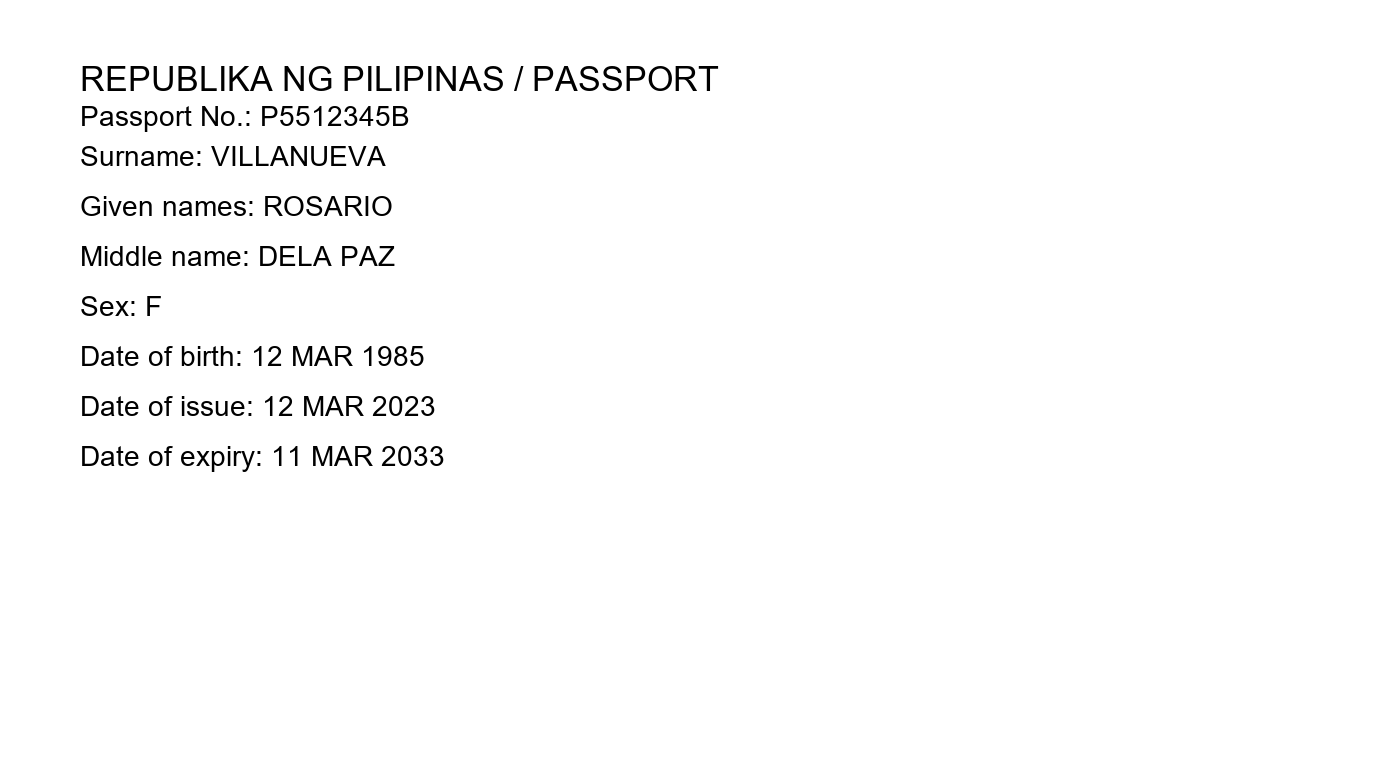 REPUBLIKA NG PILIPINAS / PASSPORT
Passport No.: P5512345B
Surname: VILLANUEVA
Given names: ROSARIO
Middle name: DELA PAZ
Sex: F
Date of birth: 12 MAR 1985
Date of issue: 12 MAR 2023
Date of expiry: 11 MAR 2033